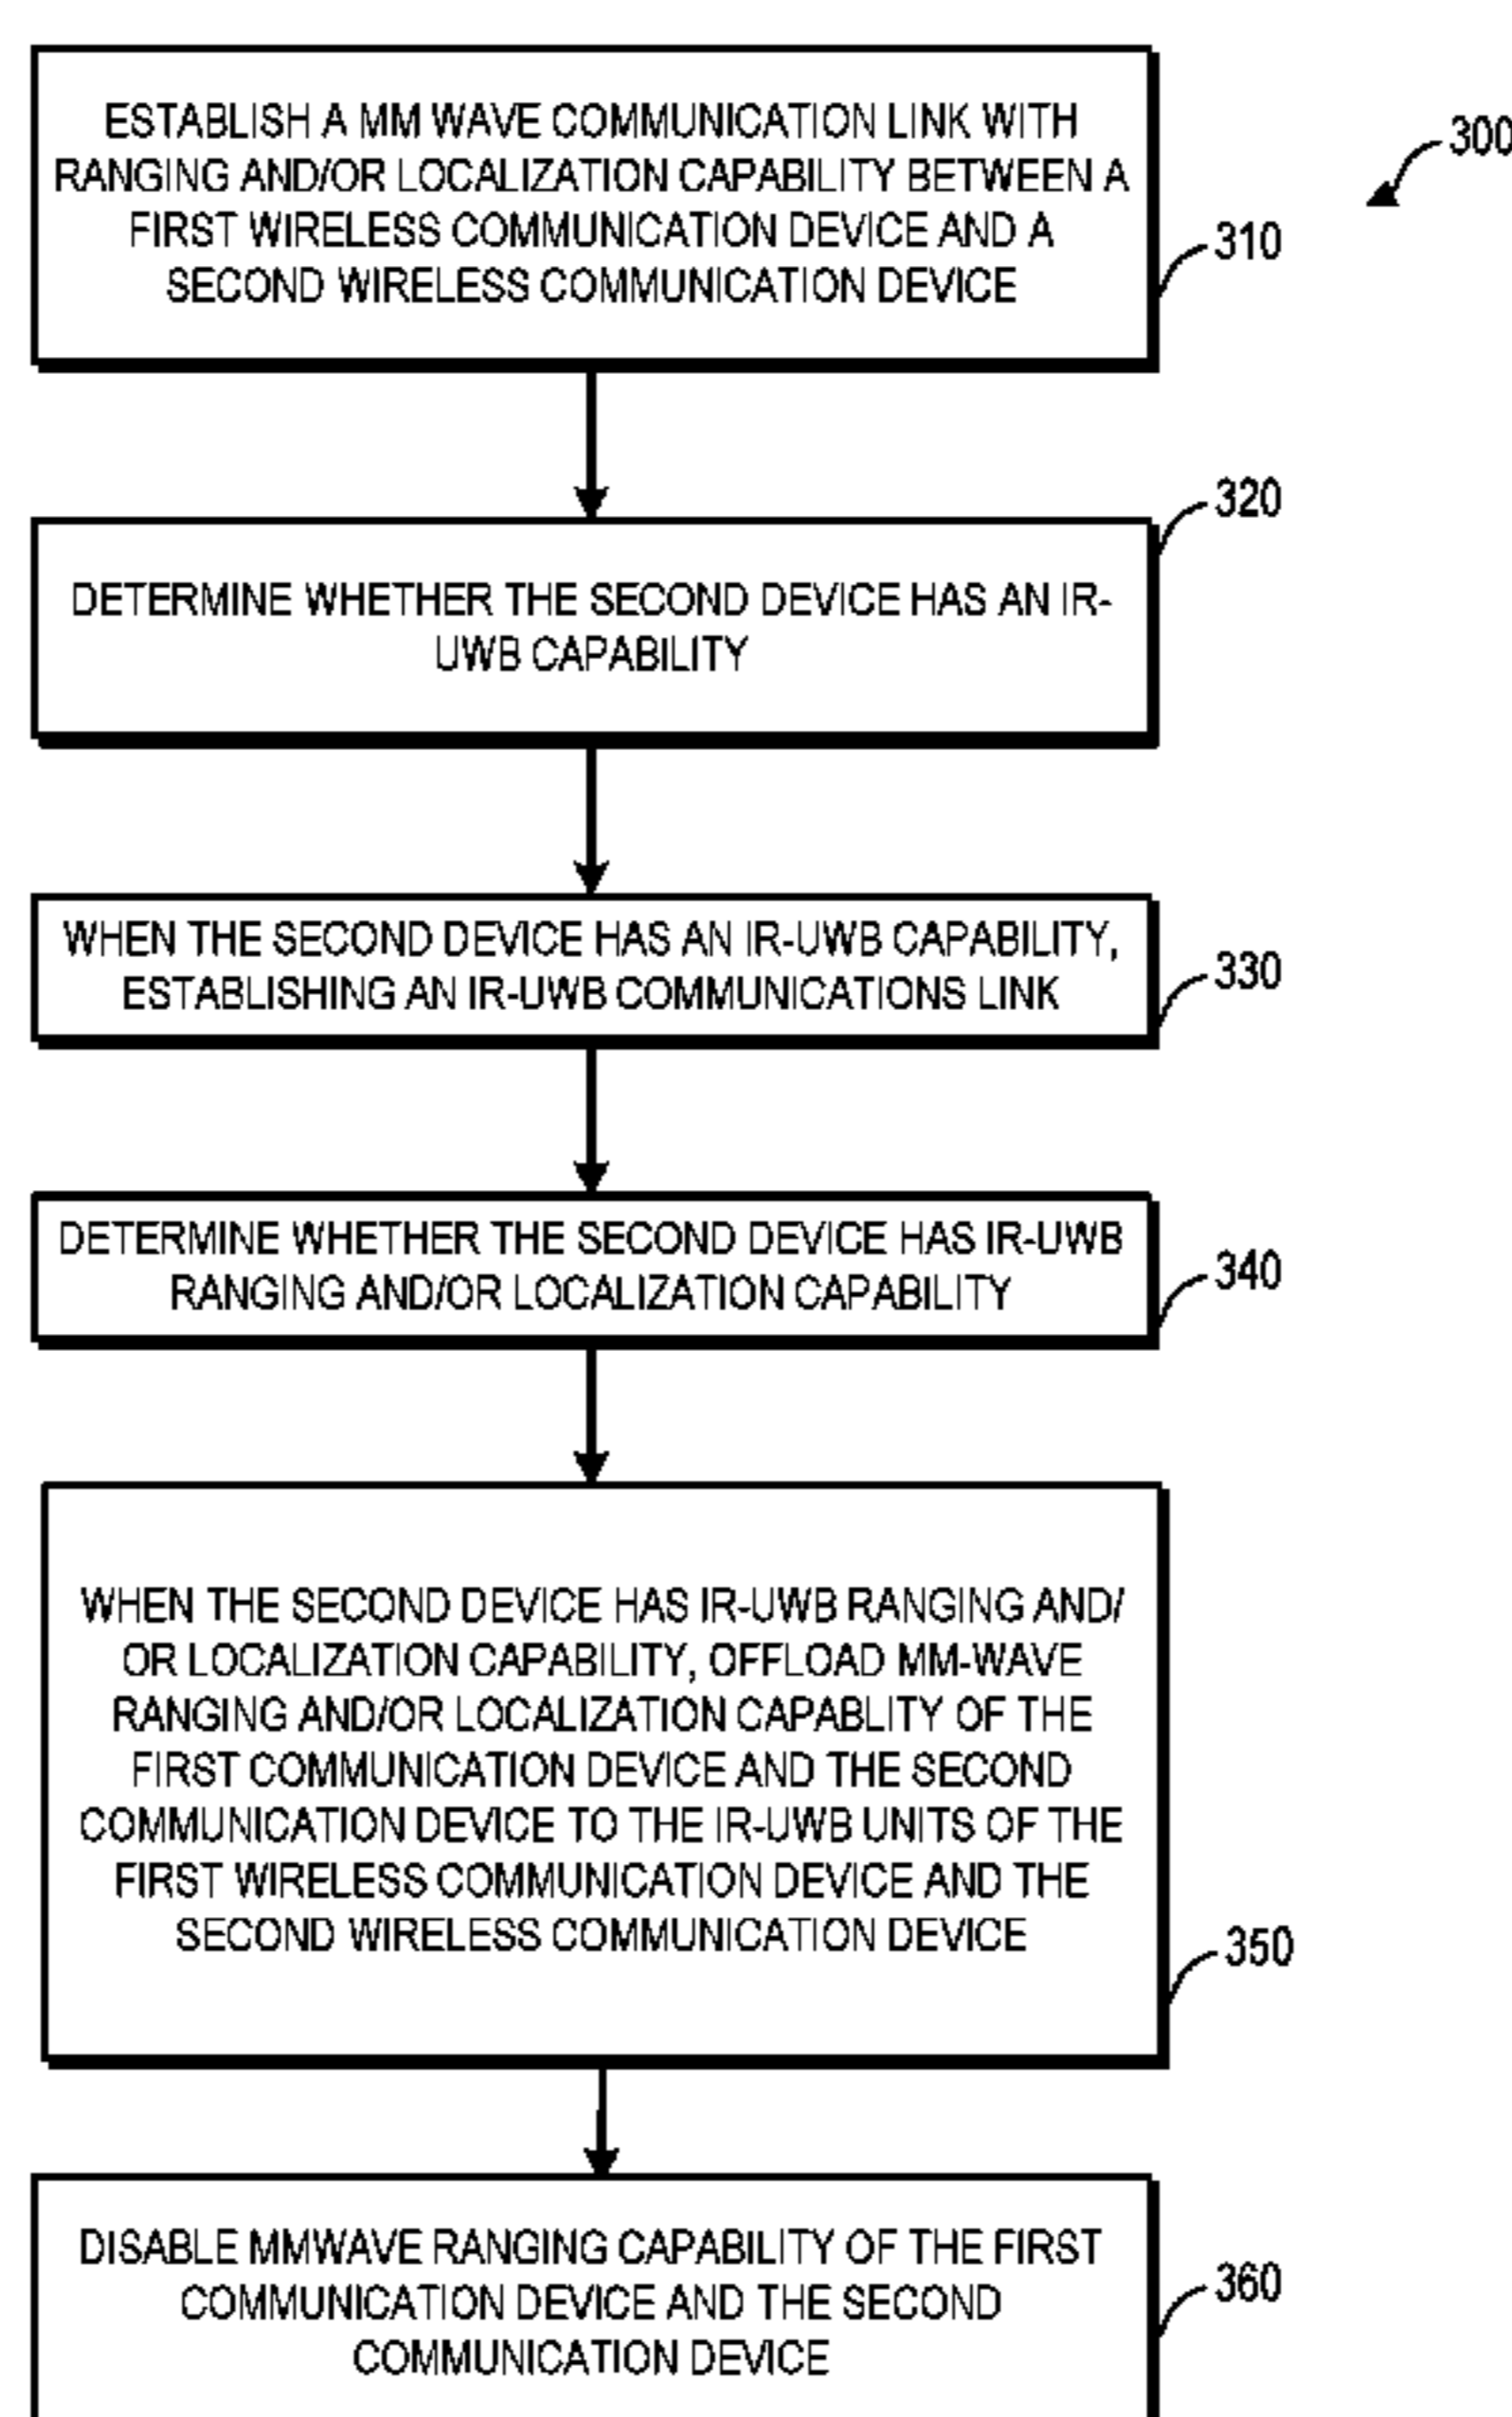 ESTABLISH A MM WAVE COMMUNICATION LINK WITH
RANGING AND/OR LOCALIZATION CAPABILITY BETWEEN A
FIRST WIRELESS COMMUNICATION DEVICE AND A
SECOND WIRELESS COMMUNICATION DEVICE
300
310
DETERMINE WHETHER THE SECOND DEVICE HAS AN IR-
UWB CAPABILITY
320
WHEN THE SECOND DEVICE HAS AN IR-UWB CAPABILITY,
ESTABLISHING AN IR-UWB COMMUNICATIONS LINK
330
DETERMINE WHETHER THE SECOND DEVICE HAS IR-UWB
RANGING AND/OR LOCALIZATION CAPABILITY
340
WHEN THE SECOND DEVICE HAS IR-UWB RANGING AND/
OR LOCALIZATION CAPABILITY, OFFLOAD MM-WAVE
RANGING AND/OR LOCALIZATION CAPABLITY OF THE
FIRST COMMUNICATION DEVICE AND THE SECOND
COMMUNICATION DEVICE TO THE IR-UWB UNITS OF THE
FIRST WIRELESS COMMUNICATION DEVICE AND THE
SECOND WIRELESS COMMUNICATION DEVICE
350
DISABLE MMWAVE RANGING CAPABILITY OF THE FIRST
COMMUNICATION DEVICE AND THE SECOND
COMMUNICATION DEVICE
360